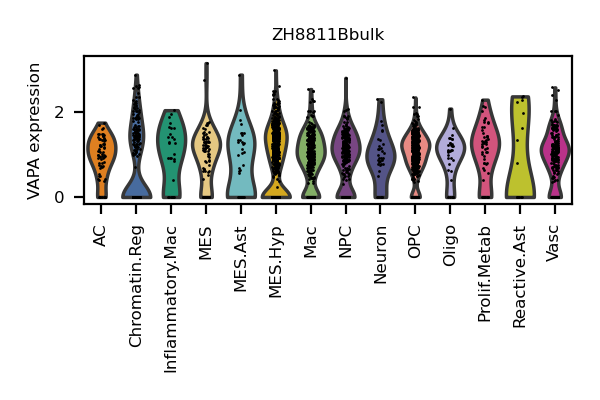 ZH8811Bbulk
VAPA expression
2
0
AC
Chromatin.Reg
Inflammatory.Mac
MES
MES.Ast
MES.Hyp
Mac
NPC
Neuron
OPC
Oligo
Prolif.Metab
Reactive.Ast
Vasc